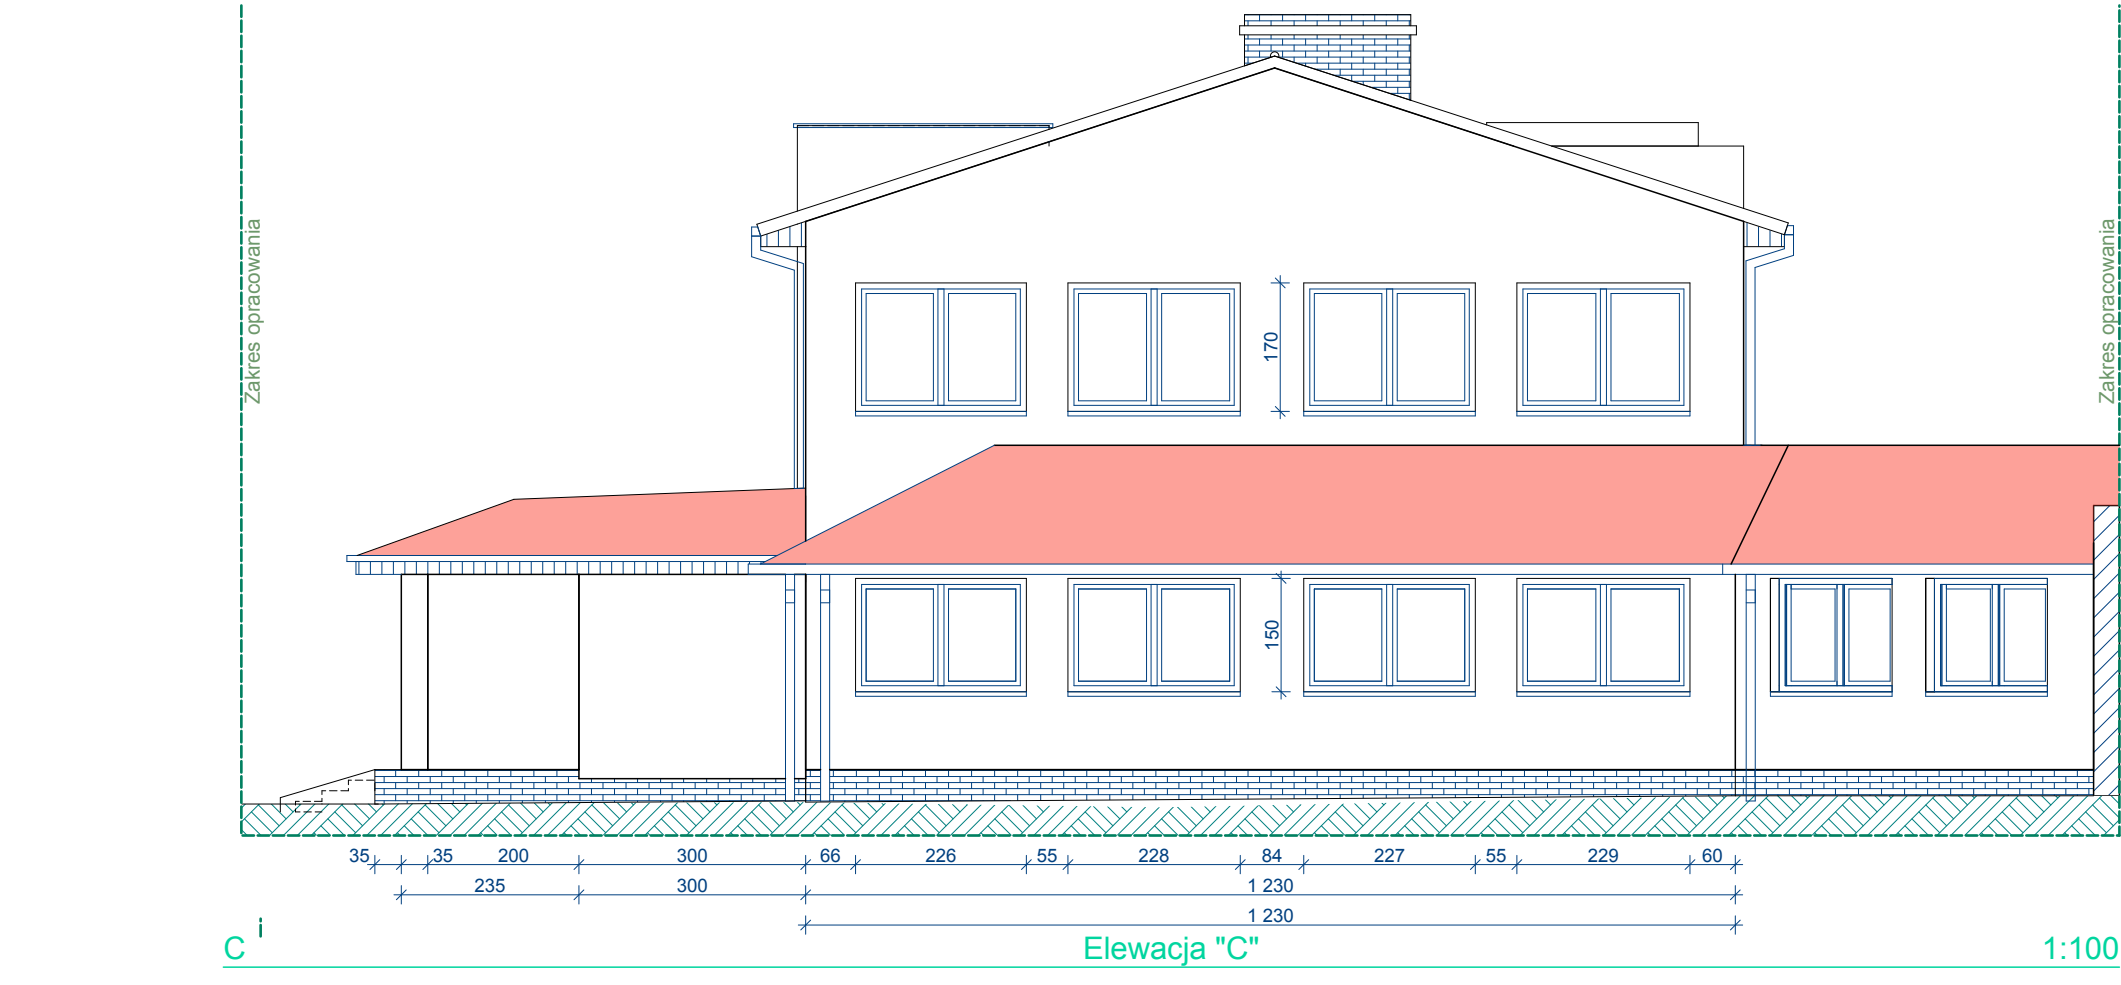 Zakres opracowania
Zakres opracowania
170
150
35 35 200 300 66 226 55 228 84 227 55 229 60
235 300 1 230
1 230
C Elewacja "C" 1:100